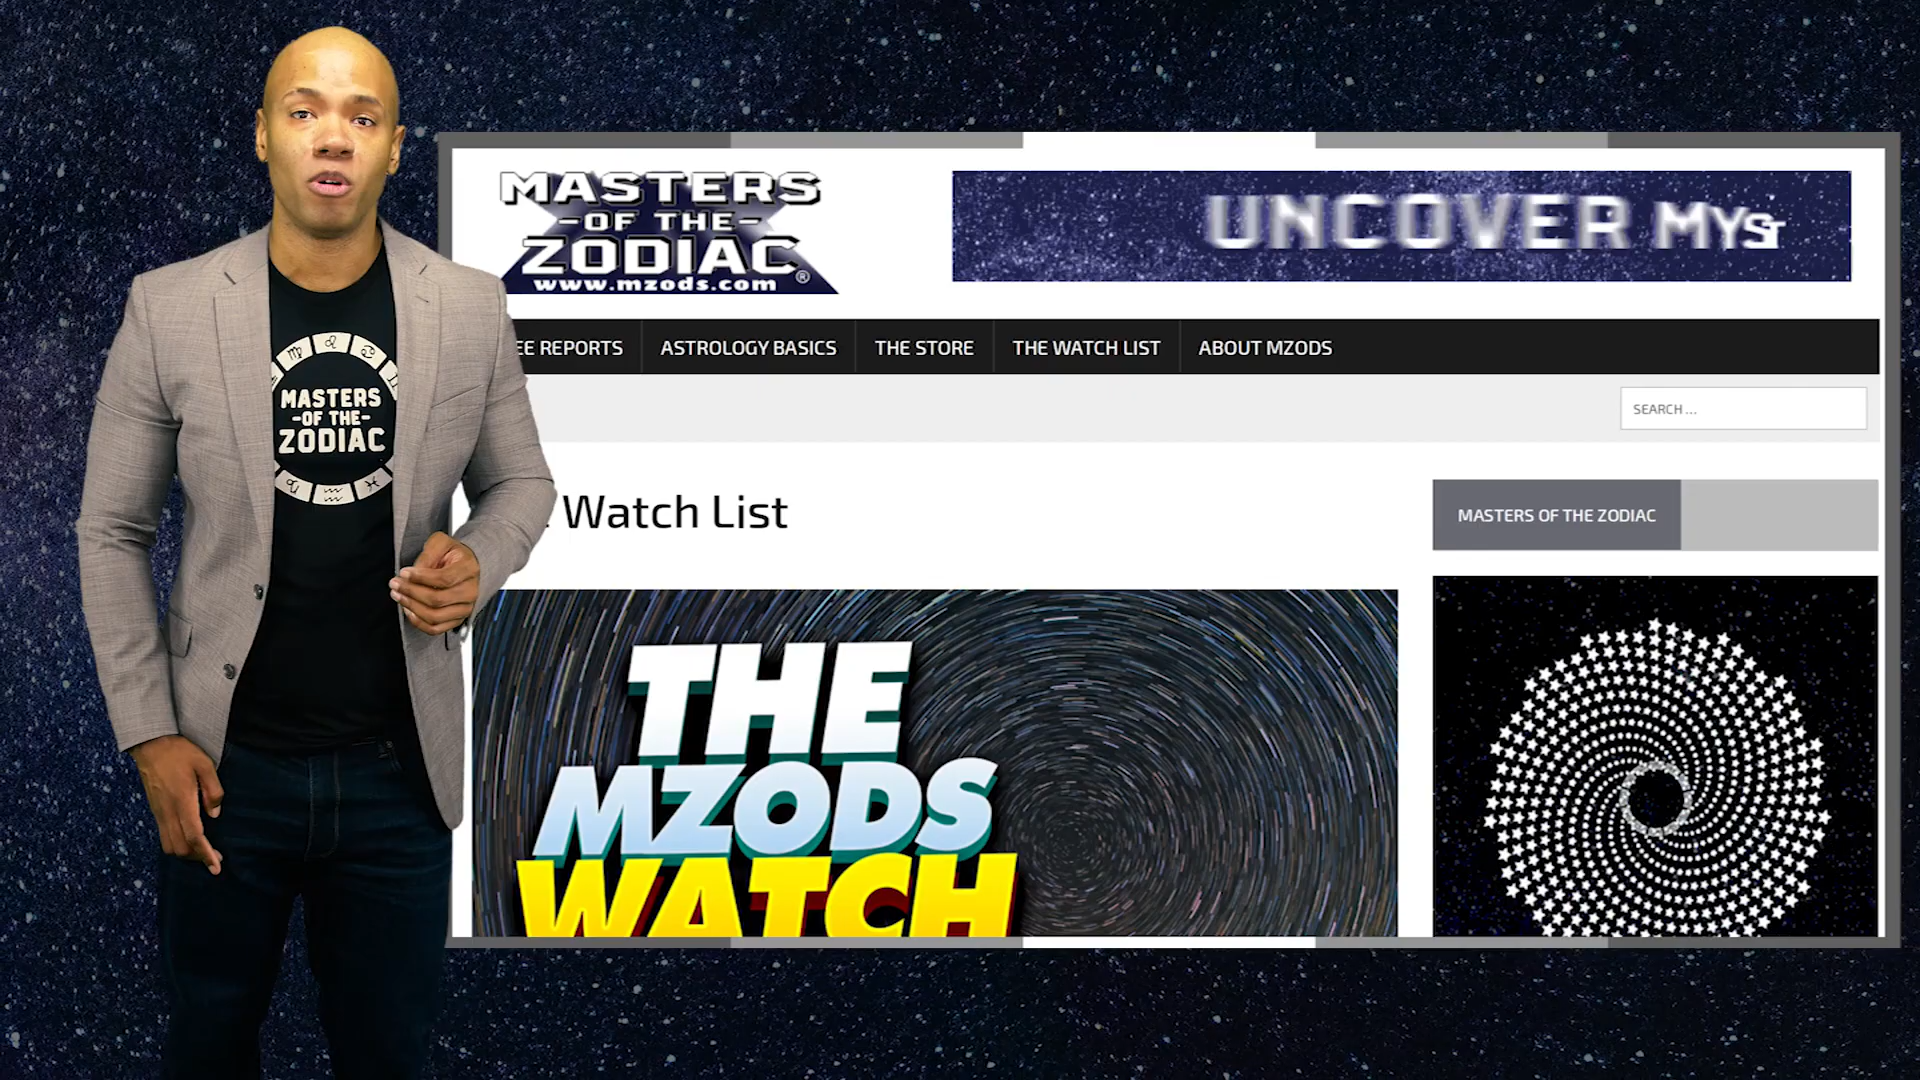 MASTERS
-OF THE-
ZODIAC®
www.mzods.com
UNCOVER MYST
EE REPORTS
ASTROLOGY BASICS
THE STORE
THE WATCH LIST
ABOUT MZODS
SEARCH ...
MASTERS
-OF THE-
ZODIAC
Watch List
MASTERS OF THE ZODIAC
THE
MZODS
WATCH